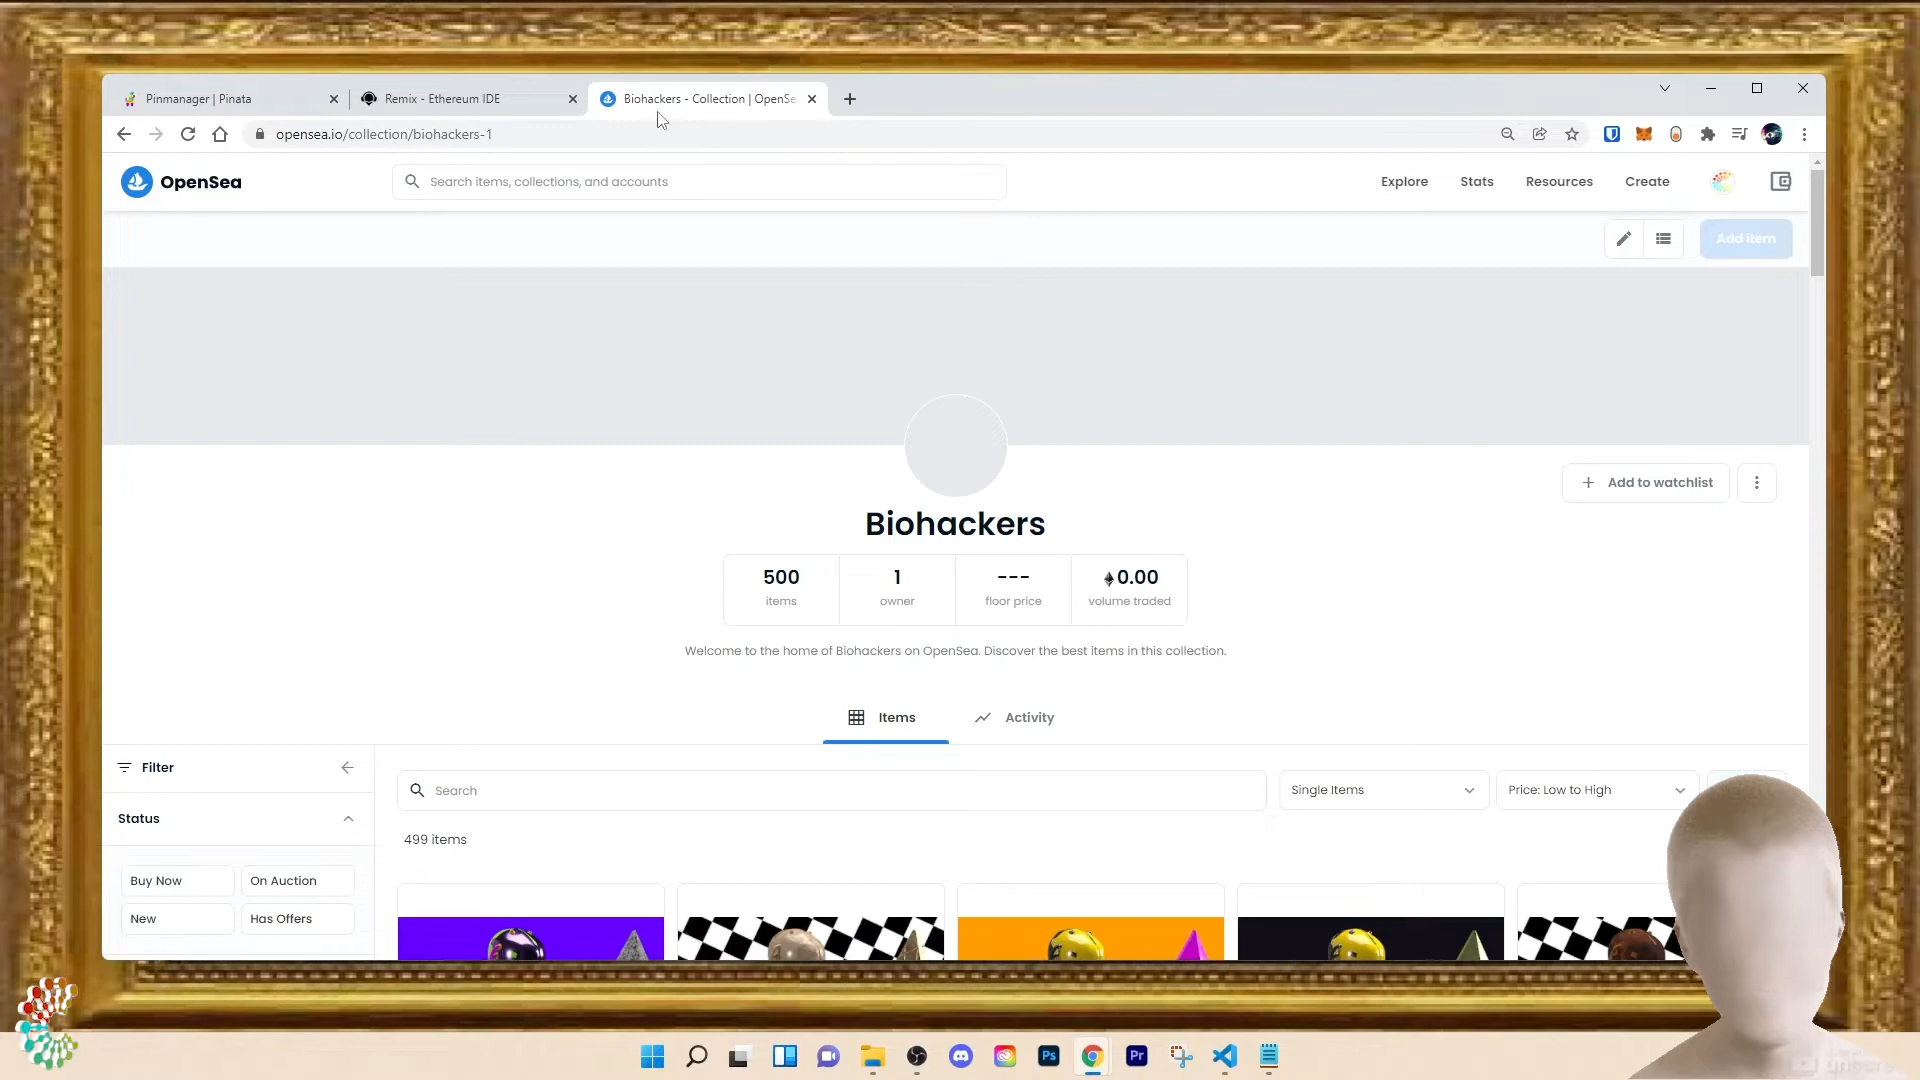 Pinmanager | Pinata
Remix - Ethereum IDE
Biohackers - Collection | OpenSe
opensea.io/collection/biohackers-1
OpenSea
Search items, collections, and accounts
Explore
Stats
Resources
Create
Add item
Add to watchlist
Biohackers
500
1
---
0.00
items
owner
floor price
volume traded
Welcome to the home of Biohackers on OpenSea. Discover the best items in this collection.
Items
Activity
Filter
Search
Single Items
Price: Low to High
Status
499 items
Buy Now
On Auction
New
Has Offers
Ps
Pr